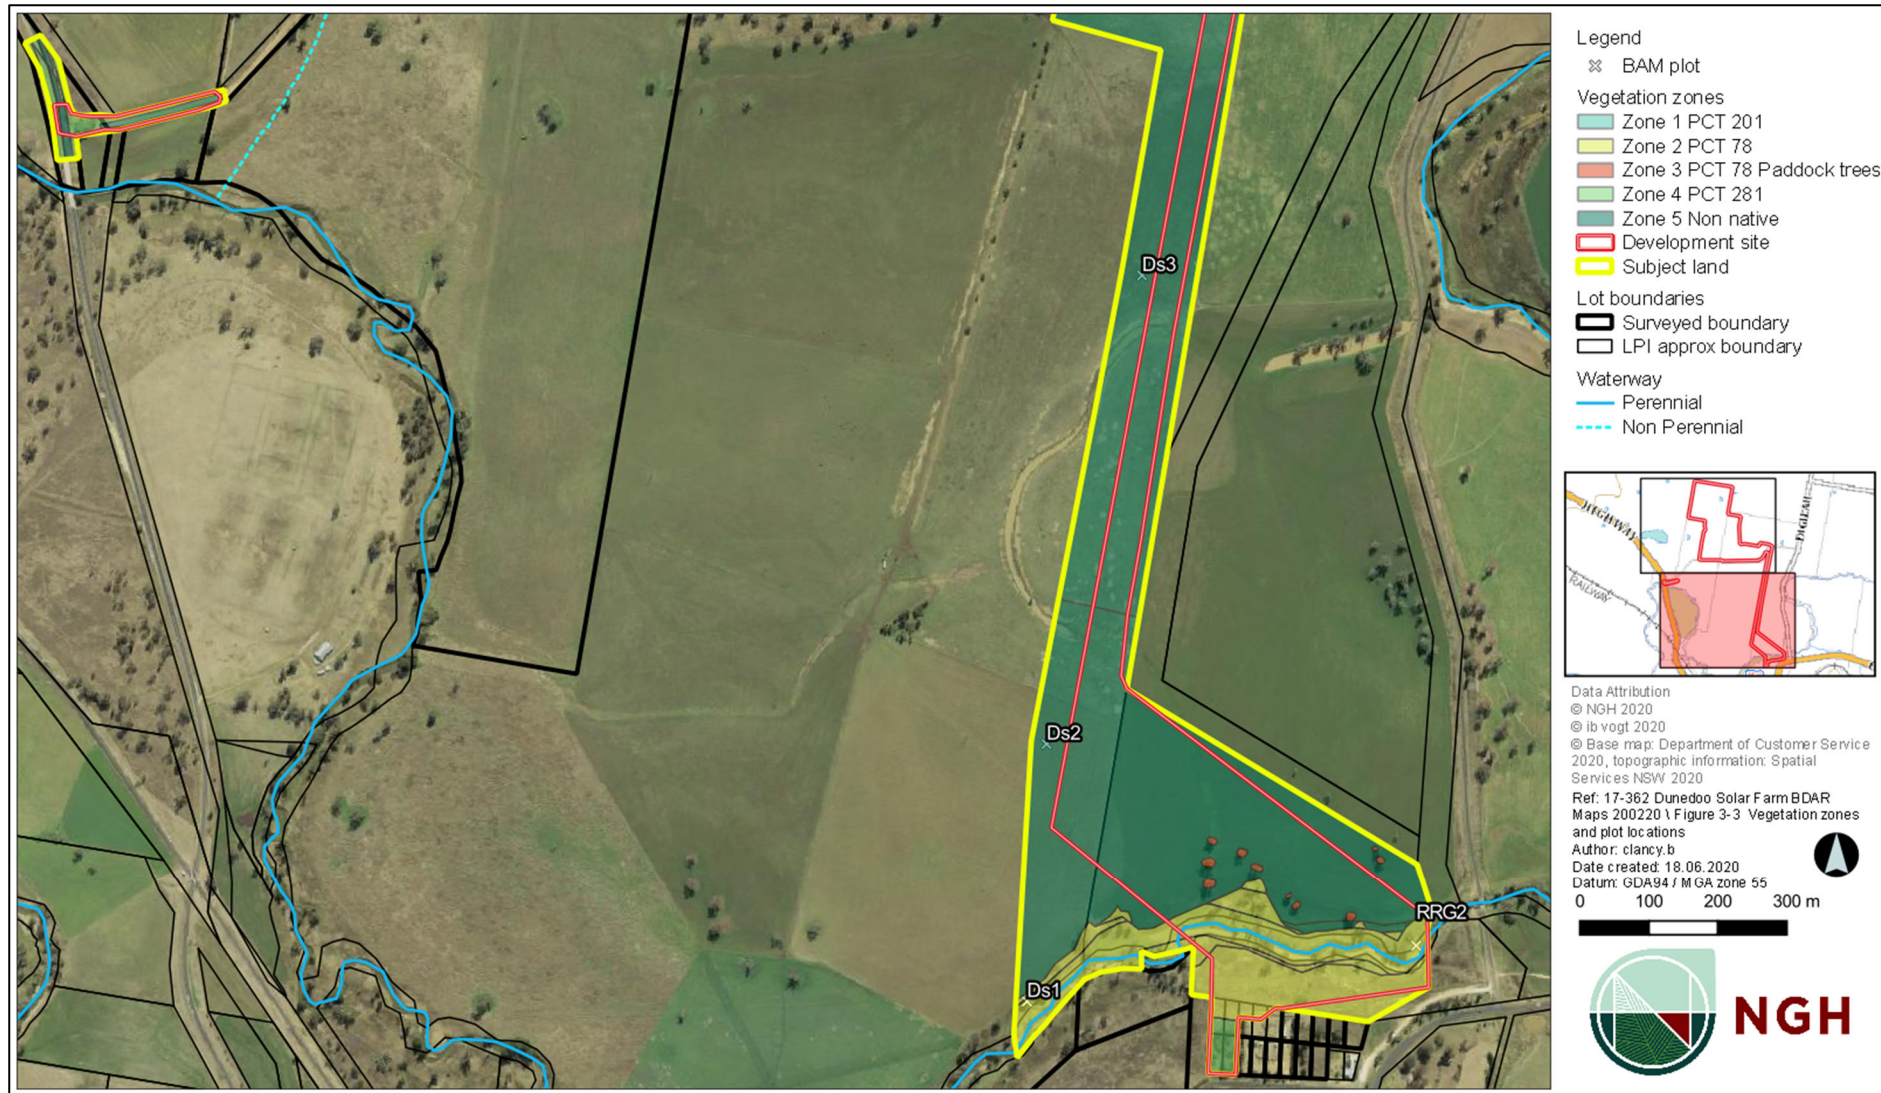 Ds3
Ds2
RRG2
Ds1
Legend
BAM plot
Vegetation zones
Zone 1 PCT 201
Zone 2 PCT 78
Zone 3 PCT 78 Paddock trees
Zone 4 PCT 281
Zone 5 Non native
Development site
Subject land
Lot boundaries
Surveyed boundary
LPI approx boundary
Waterway
Perennial
Non Perennial
HIGHWAY
RAILWAY
DIGILAH
Data Attribution
© NGH 2020
© ib vogt 2020
© Base map: Department of Customer Service
2020, topographic information: Spatial
Services NSW 2020
Ref: 17-362 Dunedoo Solar Farm BDAR
Maps 200220 \ Figure 3-3 Vegetation zones
and plot locations
Author: clancy.b
Date created: 18.06.2020
Datum: GDA94 / MGA zone 55
0 100 200 300 m
NGH